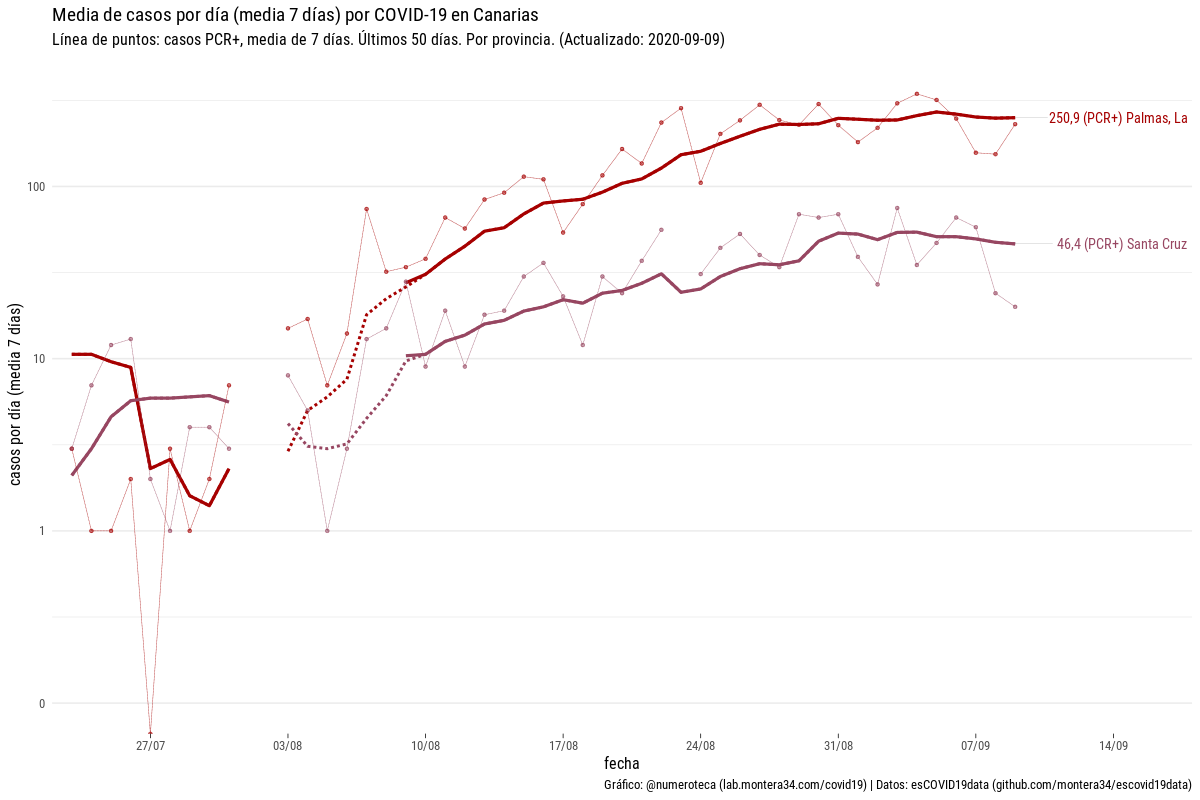 Media de casos por día (media 7 días) por COVID-19 en Canarias
Línea de puntos: casos PCR+, media de 7 días. Últimos 50 días. Por provincia. (Actualizado: 2020-09-09)
casos por día (media 7 días)
100
10
1
0
250,9 (PCR+) Palmas, La
46,4 (PCR+) Santa Cruz
27/07
03/08
10/08
17/08
24/08
31/08
07/09
14/09
fecha
Gráfico: @numeroteca (lab.montera34.com/covid19) | Datos: esCOVID19data (github.com/montera34/escovid19data)